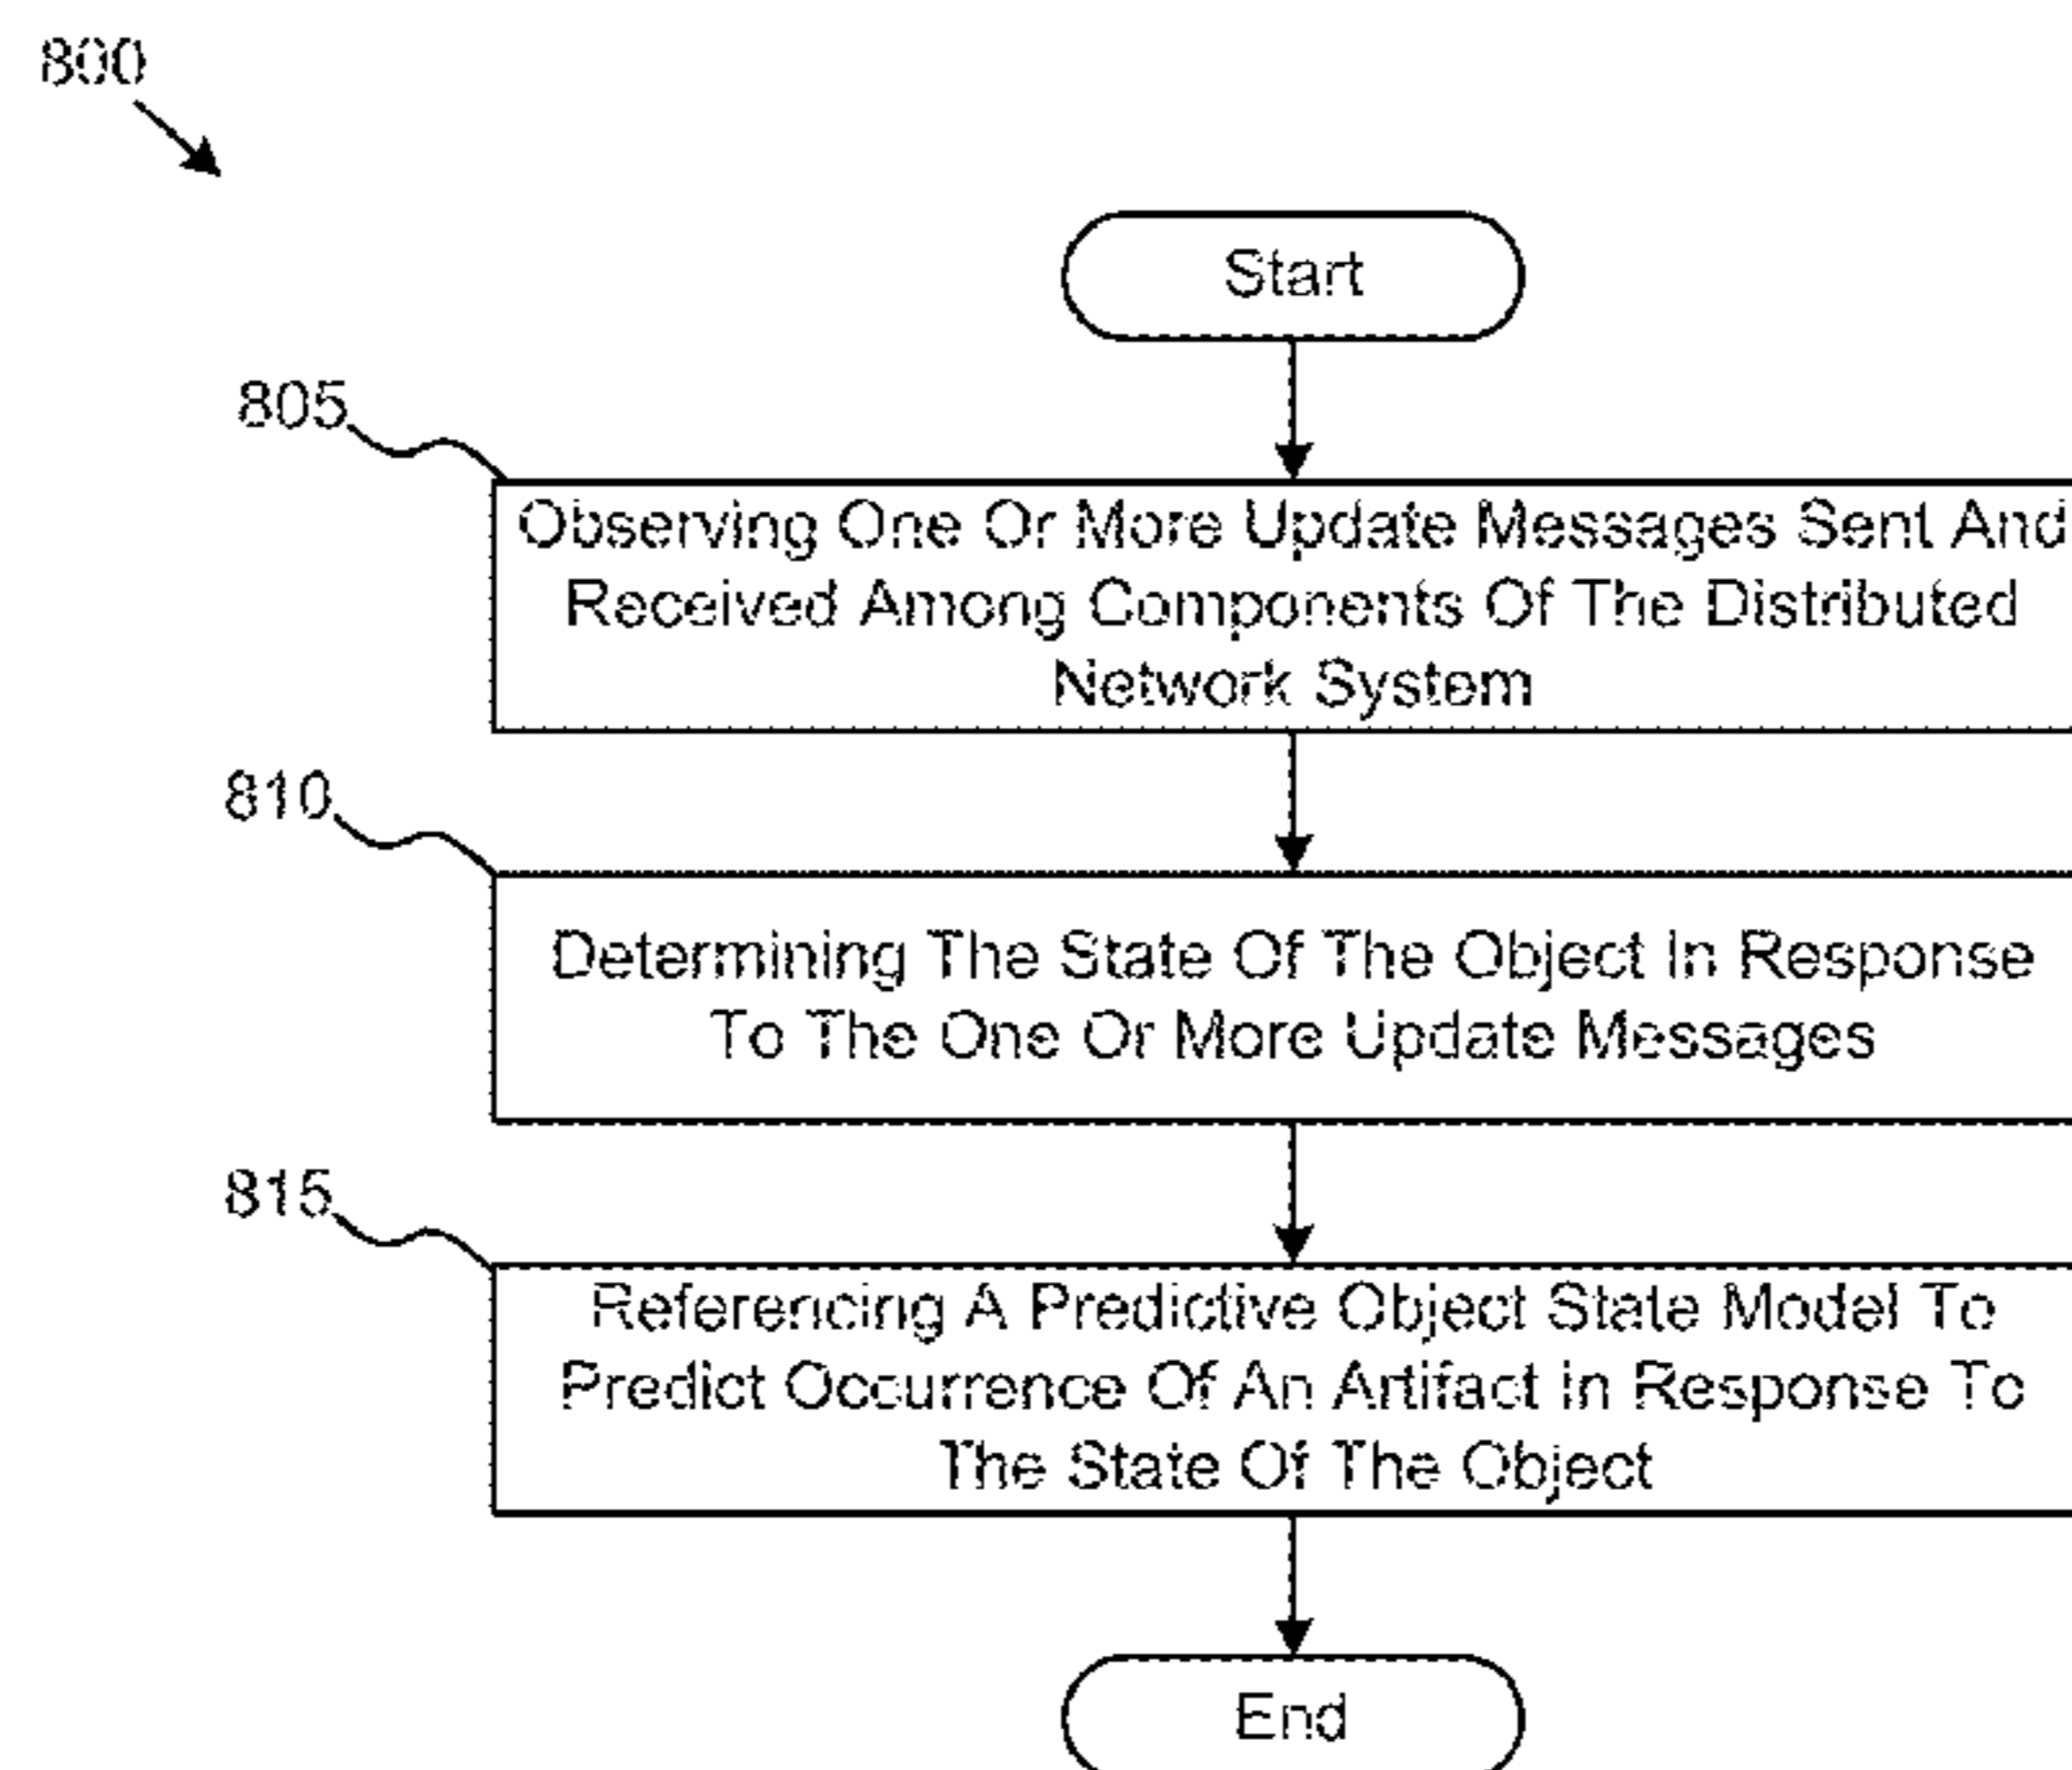 800
Start
805
Observing One Or More Update Messages Sent And
Received Among Components Of The Distributed
Network System
810
Determining The State Of The Object In Response
To The One Or More Update Messages
815
Referencing A Predictive Object State Model To
Predict Occurrence Of An Artifact In Response To
The State Of The Object
End